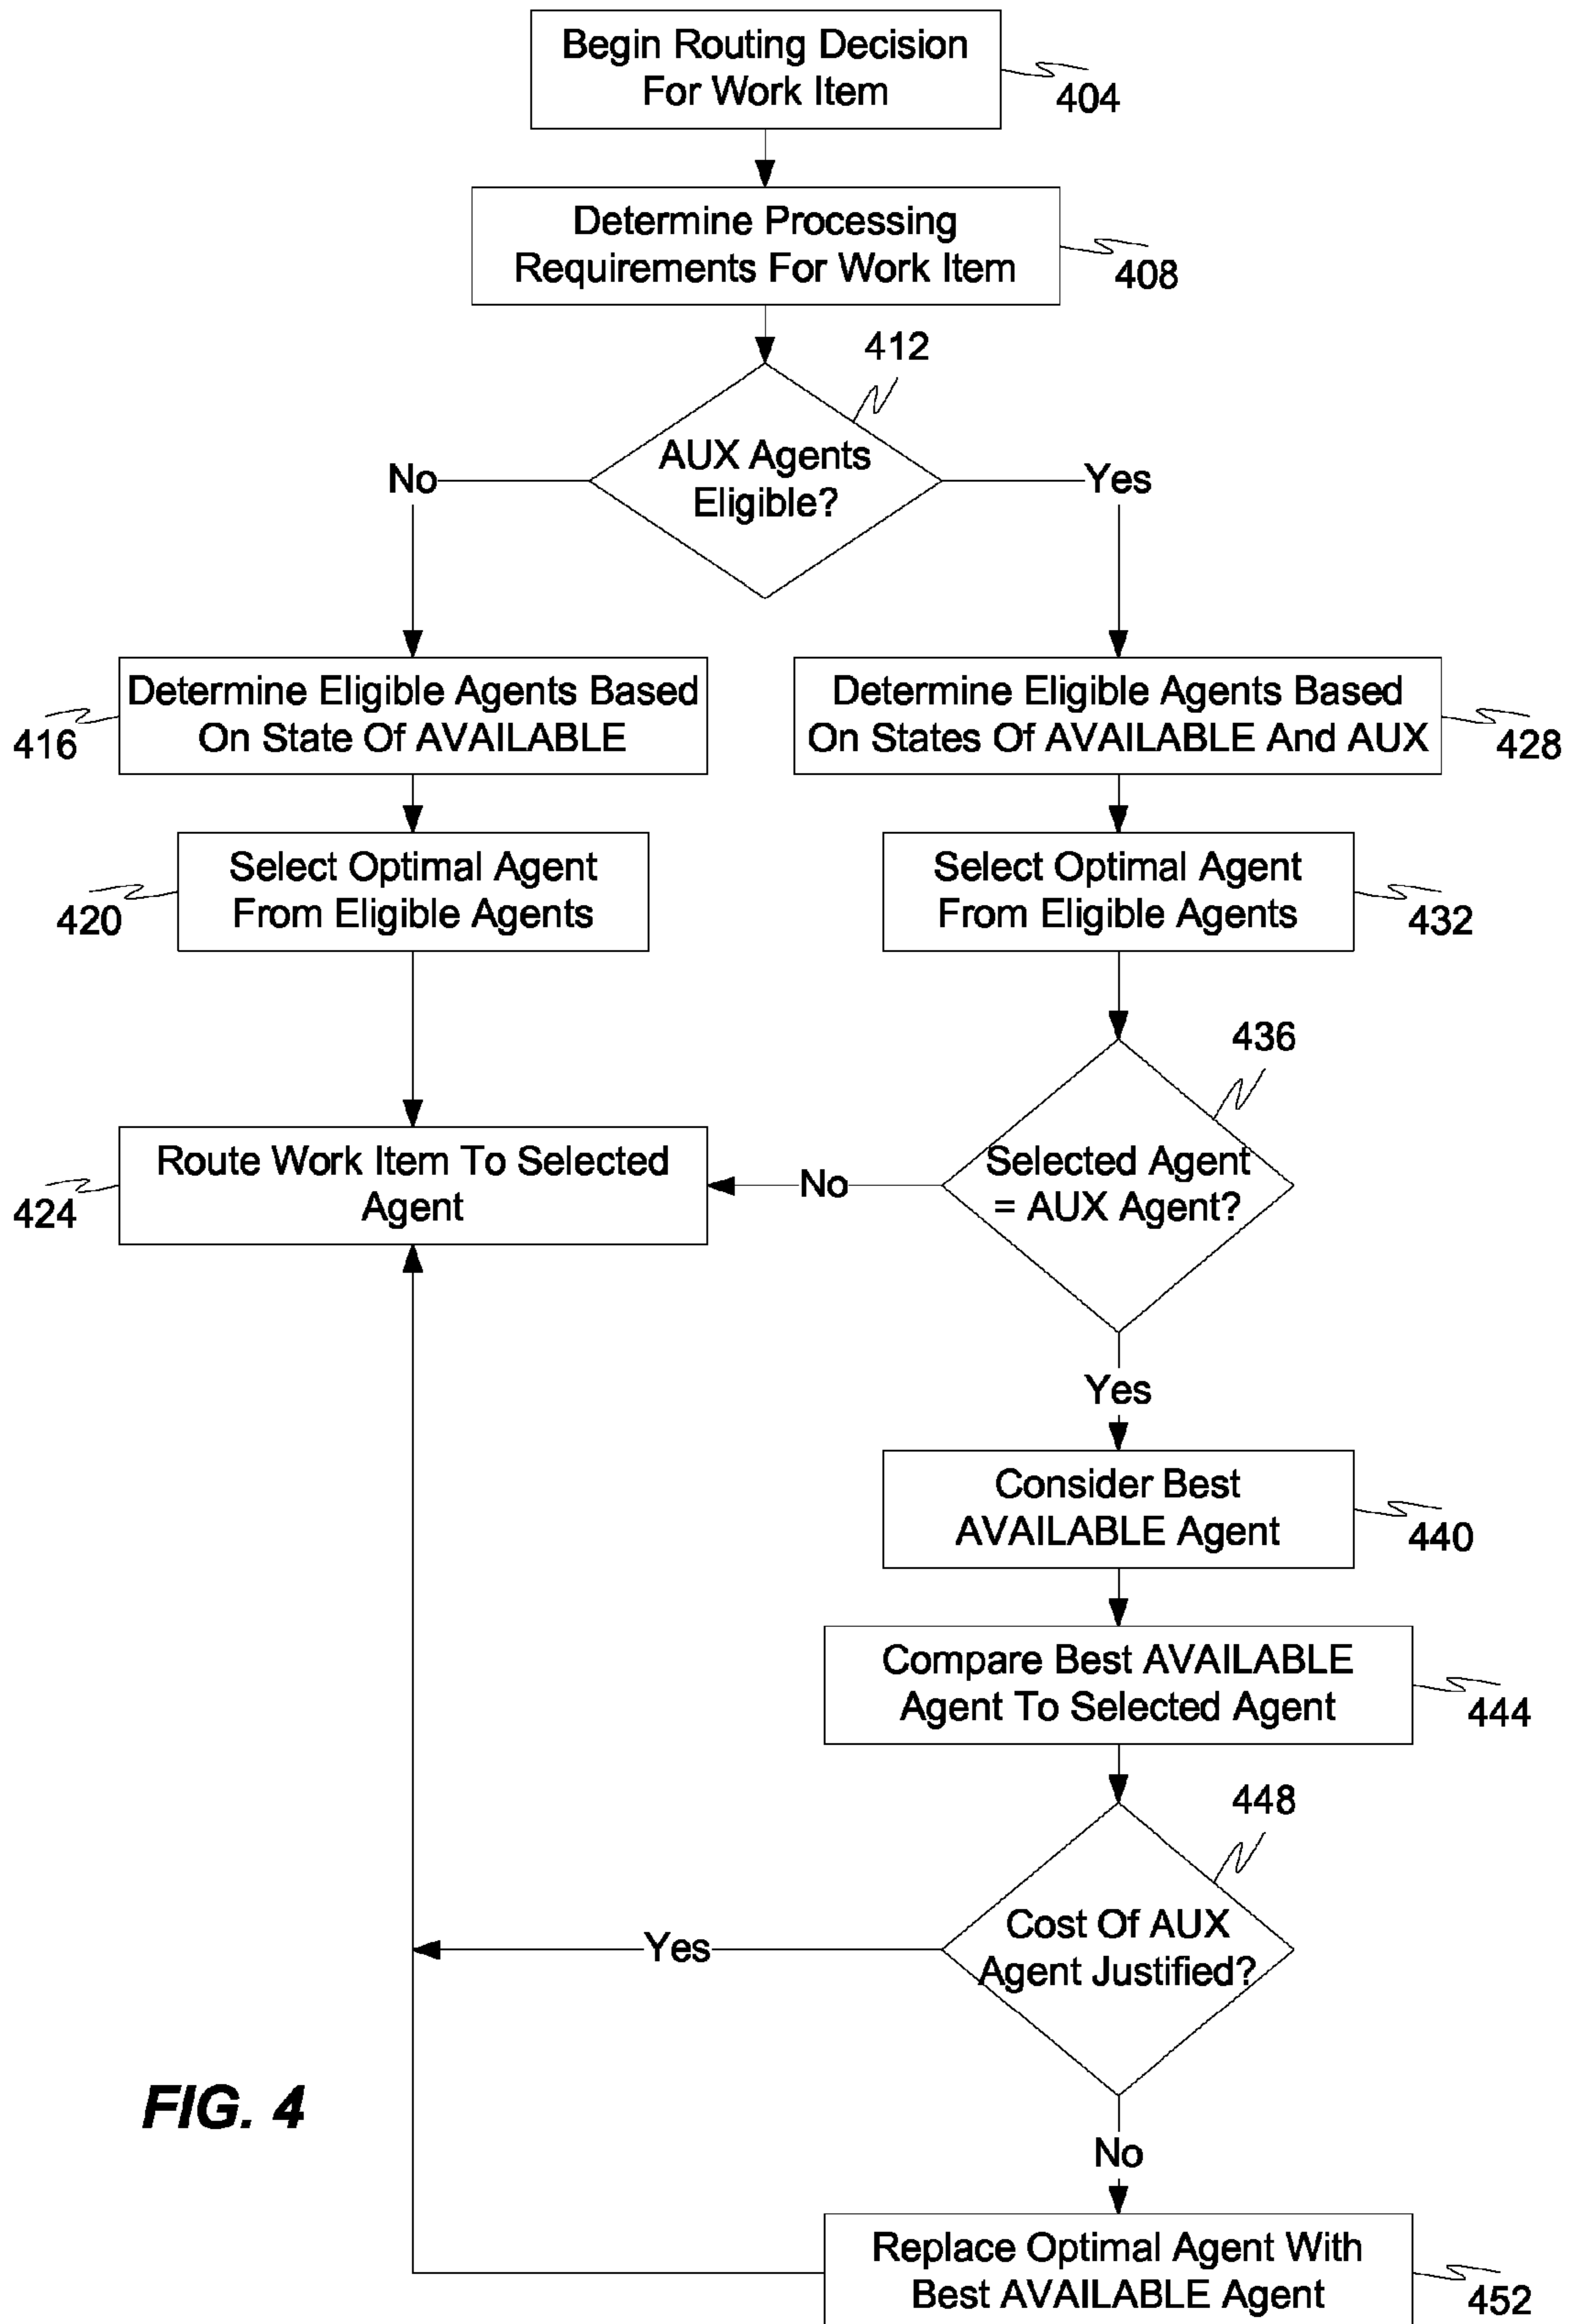 Begin Routing Decision
For Work Item
404
Determine Processing
Requirements For Work Item
408
412
AUX Agents
Eligible?
No
Yes
Determine Eligible Agents Based
On State Of AVAILABLE
416
Determine Eligible Agents Based
On States Of AVAILABLE And AUX
428
Select Optimal Agent
From Eligible Agents
420
Select Optimal Agent
From Eligible Agents
432
436
Selected Agent
= AUX Agent?
No
Route Work Item To Selected
Agent
424
Yes
Consider Best
AVAILABLE Agent
440
Compare Best AVAILABLE
Agent To Selected Agent
444
448
Cost Of AUX
Agent Justified?
Yes
No
FIG. 4
Replace Optimal Agent With
Best AVAILABLE Agent
452